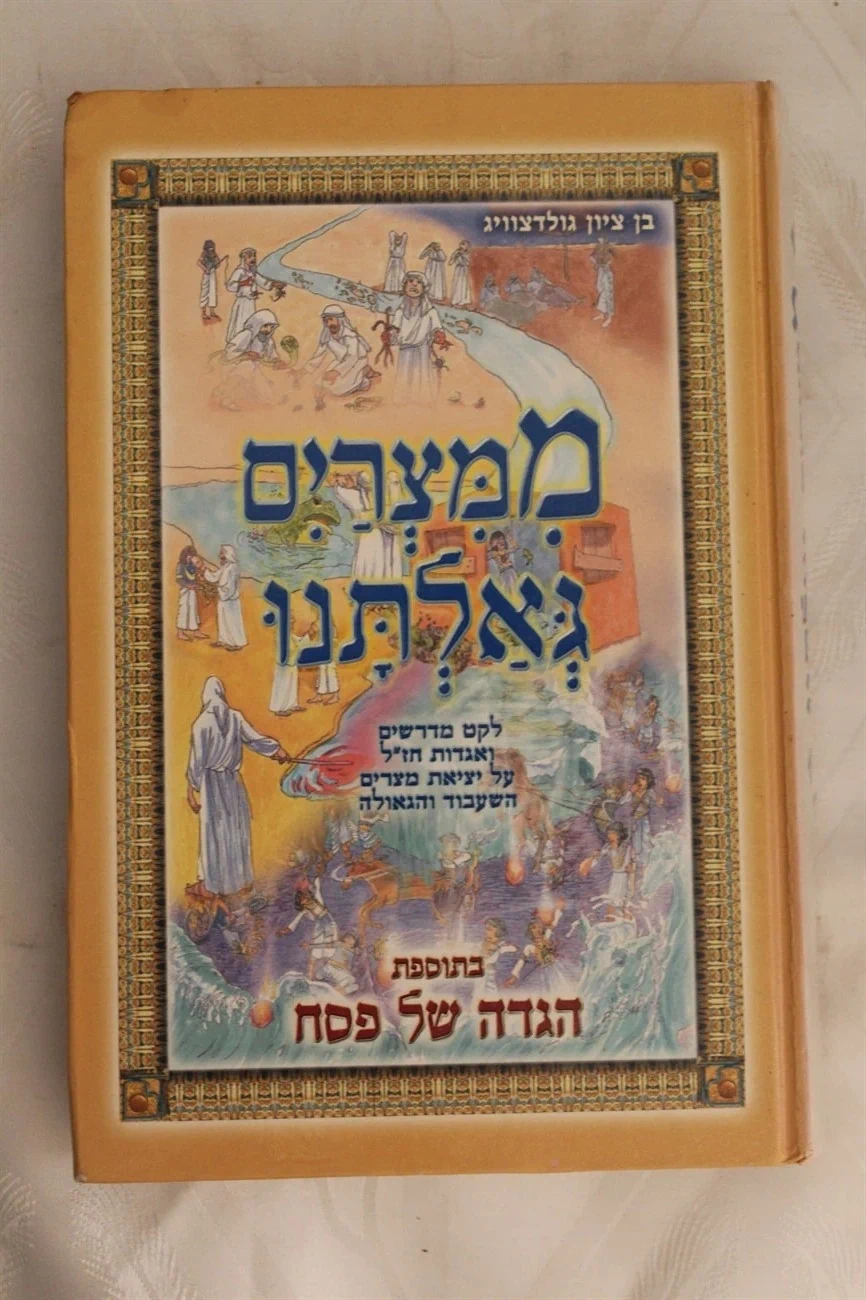 בן ציון גולדצוויג
מִמִּצְרַיִם
גְּאַלְתָּנוּ
לקט מדרשים
ואגדות חז"ל
על יציאת מצרים
השעבוד והגאולה
בתוספת
הגדה של פסח